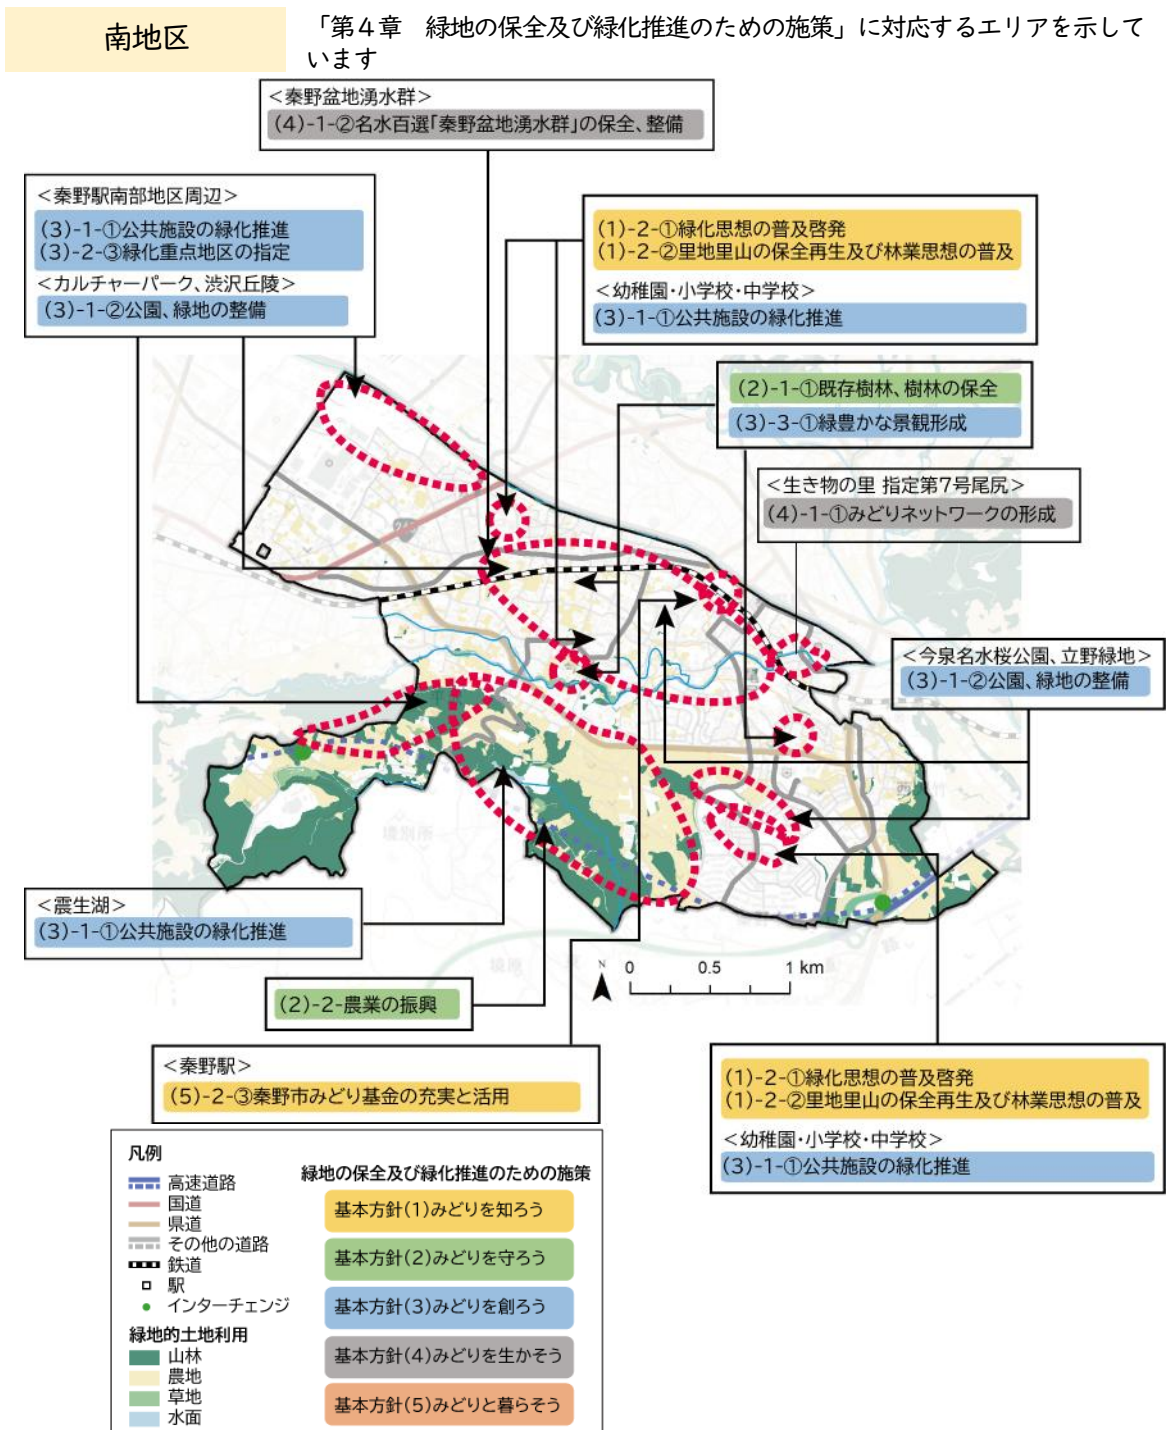 南地区
「第4章　緑地の保全及び緑化推進のための施策」に対応するエリアを示して
います
＜秦野盆地湧水群＞
(4)-1-②名水百選「秦野盆地湧水群」の保全、整備
＜秦野駅南部地区周辺＞
(3)-1-①公共施設の緑化推進
(3)-2-③緑化重点地区の指定
＜カルチャーパーク、渋沢丘陵＞
(3)-1-②公園、緑地の整備
(1)-2-①緑化思想の普及啓発
(1)-2-②里地里山の保全再生及び林業思想の普及
＜幼稚園・小学校・中学校＞
(3)-1-①公共施設の緑化推進
(2)-1-①既存樹林、樹林の保全
(3)-3-①緑豊かな景観形成
＜生き物の里 指定第7号尾尻＞
(4)-1-①みどりネットワークの形成
＜今泉名水桜公園、立野緑地＞
(3)-1-②公園、緑地の整備
＜震生湖＞
(3)-1-①公共施設の緑化推進
(2)-2-農業の振興
N
0 0.5 1 km
＜秦野駅＞
(5)-2-③秦野市みどり基金の充実と活用
(1)-2-①緑化思想の普及啓発
(1)-2-②里地里山の保全再生及び林業思想の普及
＜幼稚園・小学校・中学校＞
(3)-1-①公共施設の緑化推進
凡例
高速道路
国道
県道
その他の道路
鉄道
駅
インターチェンジ
緑地的土地利用
山林
農地
草地
水面
緑地の保全及び緑化推進のための施策
基本方針(1)みどりを知ろう
基本方針(2)みどりを守ろう
基本方針(3)みどりを創ろう
基本方針(4)みどりを生かそう
基本方針(5)みどりと暮らそう